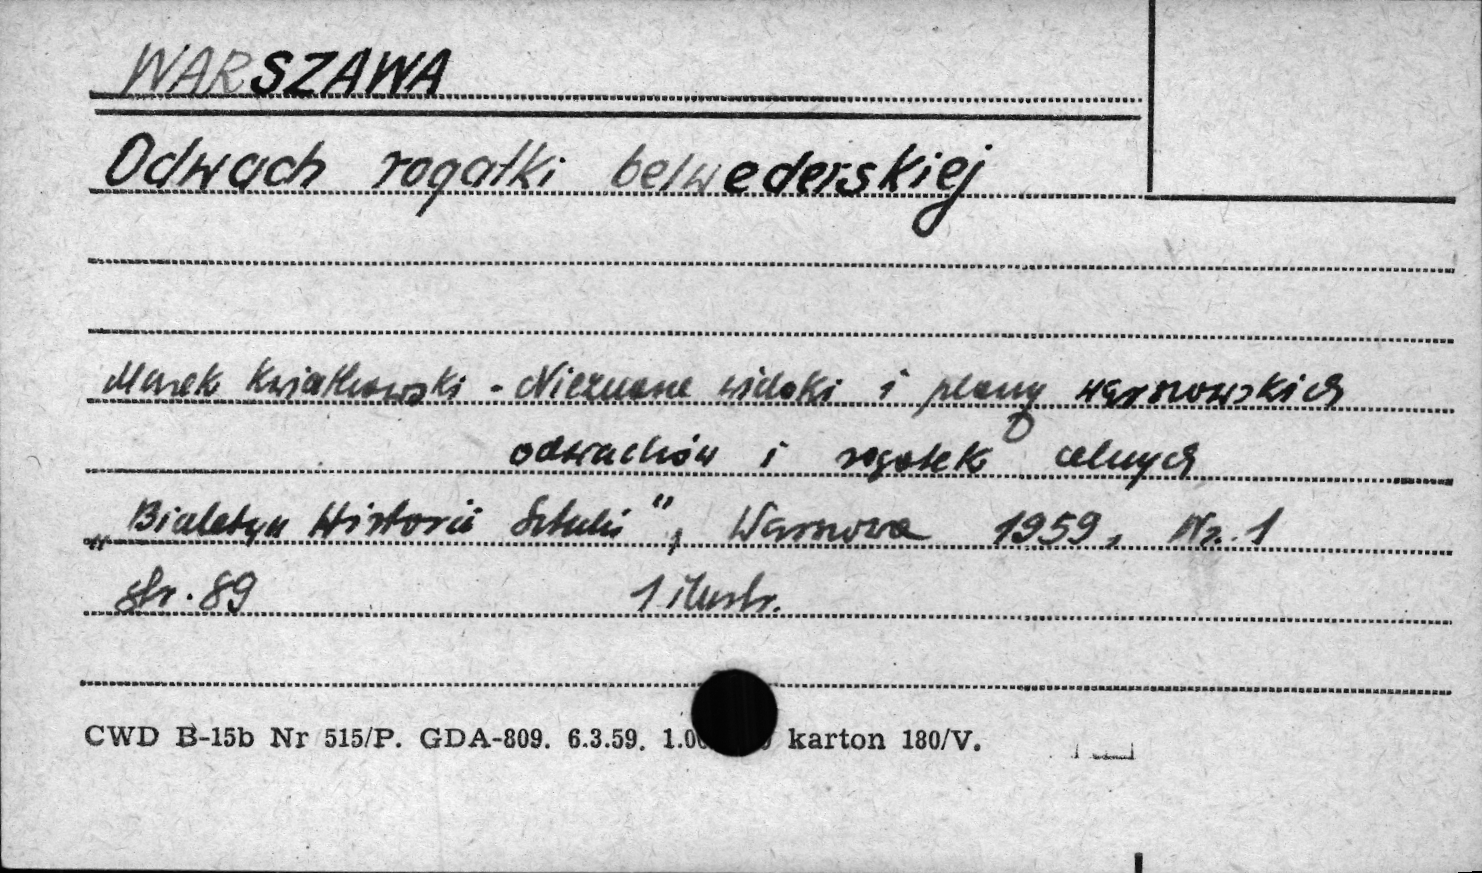 WARSZAWA
Odwach rogatki belwederskiej
Marek Kwiatkowski - Nieznane widoki i plany warszawskich
odwachów i rogatek celnych
„Biuletyn Historii Sztuki", Warszawa 1959, Nr. 1
str. 89 1 ilustr.
CWD B-15b Nr 515/P. GDA-809. 6.3.59. karton 180/V.